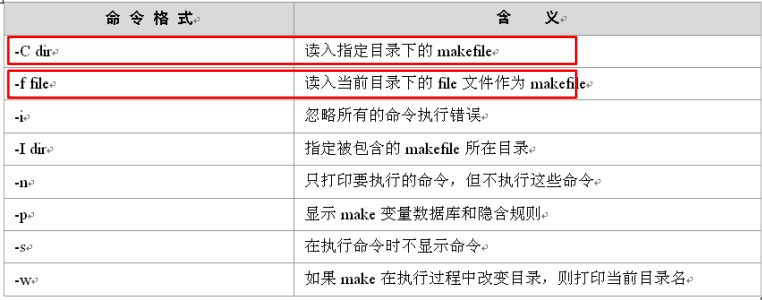 命 令 格 式 含 义
-C dir 读入指定目录下的 makefile
-f file 读入当前目录下的 file 文件作为 makefile
-i 忽略所有的命令执行错误
-I dir 指定被包含的 makefile 所在目录
-n 只打印要执行的命令，但不执行这些命令
-p 显示 make 变量数据库和隐含规则
-s 在执行命令时不显示命令
-w 如果 make 在执行过程中改变目录，则打印当前目录名